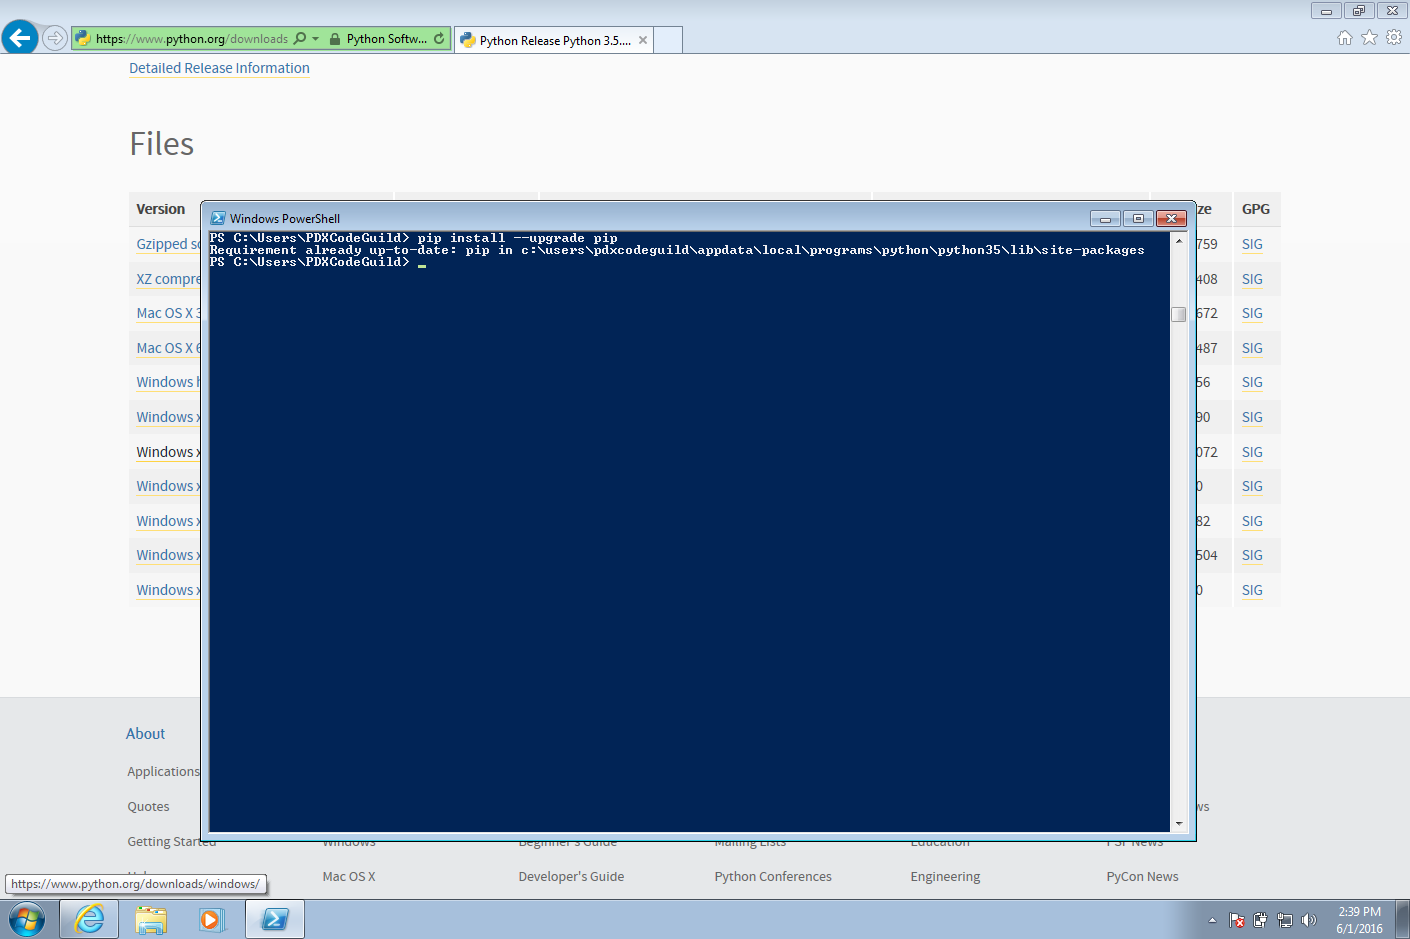 https://www.python.org/downloads
Python Softw...
Python Release Python 3.5....
Detailed Release Information
Files
Version
ze
GPG
Gzipped so
759
SIG
XZ compre
408
SIG
Mac OS X 3
672
SIG
Mac OS X 6
487
SIG
Windows h
56
SIG
Windows x
90
SIG
Windows x
072
SIG
Windows x
0
SIG
Windows x
82
SIG
Windows x
504
SIG
Windows x
0
SIG
Windows PowerShell
PS C:\Users\PDXCodeGuild> pip install --upgrade pip
Requirement already up-to-date: pip in c:\users\pdxcodeguild\appdata\local\programs\python\python35\lib\site-packages
PS C:\Users\PDXCodeGuild> _
About
Applications
Quotes
ws
Getting Started
Windows
Beginner's Guide
Mailing Lists
Education
PSF News
Mac OS X
Developer's Guide
Python Conferences
Engineering
PyCon News
https://www.python.org/downloads/windows/
2:39 PM
6/1/2016